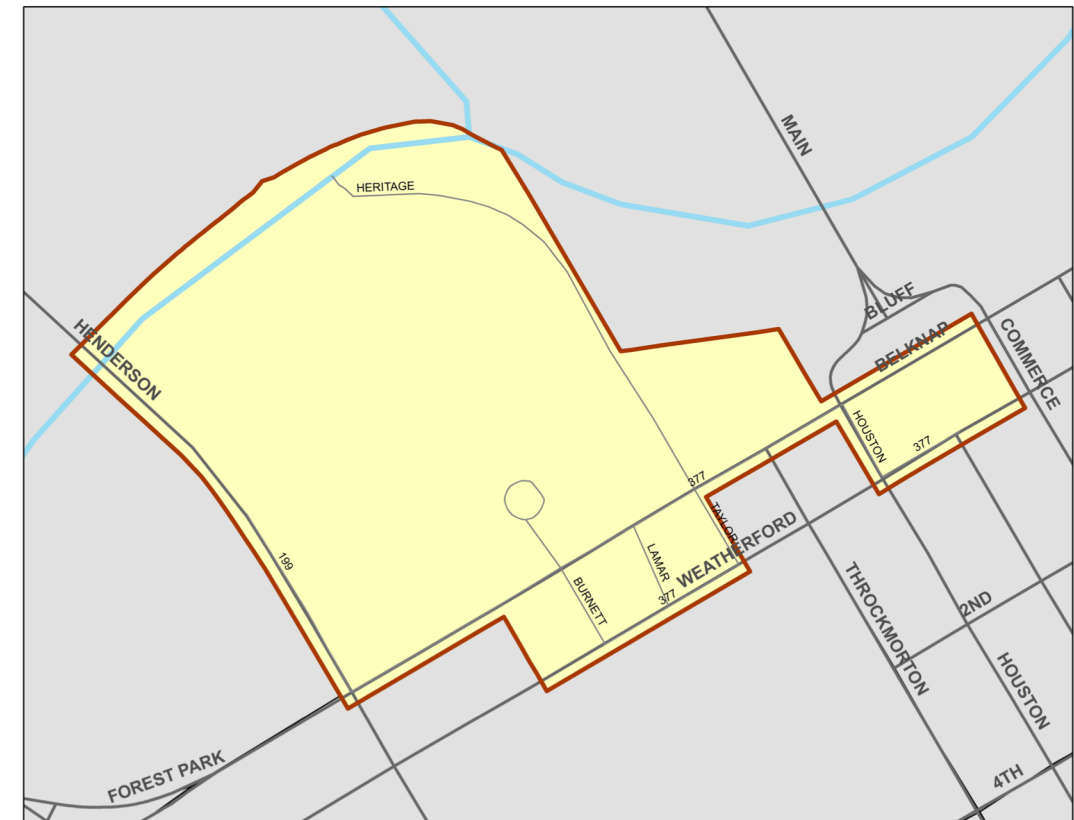 MAIN
HERITAGE
BLUFF
HENDERSON
BELKNAP
COMMERCE
HOUSTON
377
377
TAYLOR
WEATHERFORD
199
LAMAR
377
BURNETT
THROCKMORTON
2ND
HOUSTON
FOREST PARK
4TH